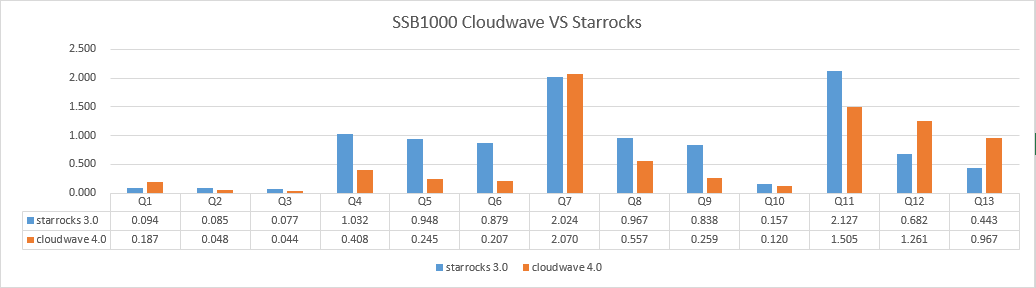 SSB1000 Cloudwave VS Starrocks
2.500
2.000
1.500
1.000
0.500
0.000
Q1 Q2 Q3 Q4 Q5 Q6 Q7 Q8 Q9 Q10 Q11 Q12 Q13
starrocks 3.0 0.094 0.085 0.077 1.032 0.948 0.879 2.024 0.967 0.838 0.157 2.127 0.682 0.443
cloudwave 4.0 0.187 0.048 0.044 0.408 0.245 0.207 2.070 0.557 0.259 0.120 1.505 1.261 0.967
starrocks 3.0 cloudwave 4.0